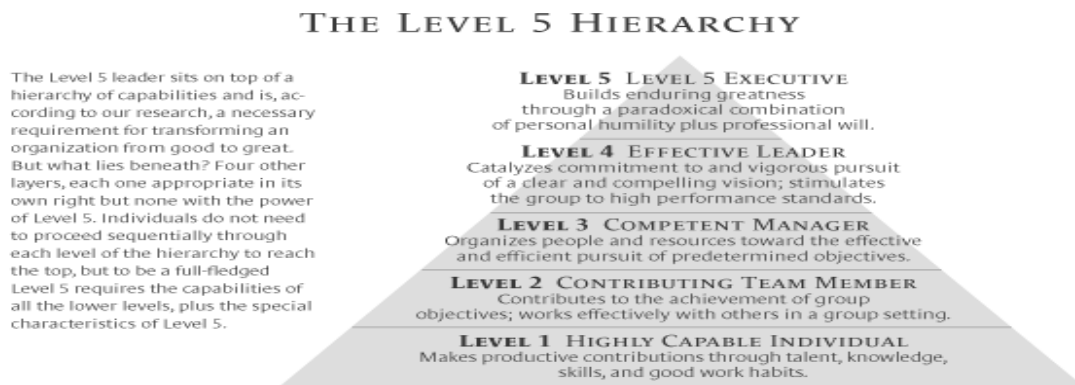 THE LEVEL 5 HIERARCHY
The Level 5 leader sits on top of a
hierarchy of capabilities and is, ac-
cording to our research, a necessary
requirement for transforming an
organization from good to great.
But what lies beneath? Four other
layers, each one appropriate in its
own right but none with the power
of Level 5. Individuals do not need
to proceed sequentially through
each level of the hierarchy to reach
the top, but to be a full-fledged
Level 5 requires the capabilities of
all the lower levels, plus the special
characteristics of Level 5.
LEVEL 5 LEVEL 5 EXECUTIVE
Builds enduring greatness
through a paradoxical combination
of personal humility plus professional will.
LEVEL 4 EFFECTIVE LEADER
Catalyzes commitment to and vigorous pursuit
of a clear and compelling vision; stimulates
the group to high performance standards.
LEVEL 3 COMPETENT MANAGER
Organizes people and resources toward the effective
and efficient pursuit of predetermined objectives.
LEVEL 2 CONTRIBUTING TEAM MEMBER
Contributes to the achievement of group
objectives; works effectively with others in a group setting.
LEVEL 1 HIGHLY CAPABLE INDIVIDUAL
Makes productive contributions through talent, knowledge,
skills, and good work habits.